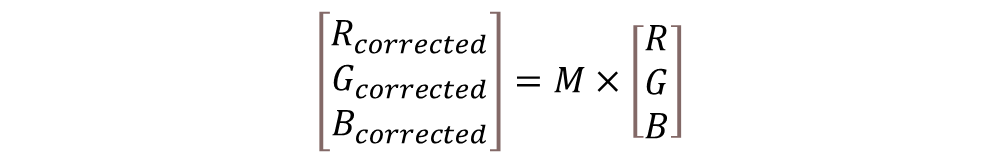 [R_corrected
G_corrected
B_corrected] = M × [R
G
B]